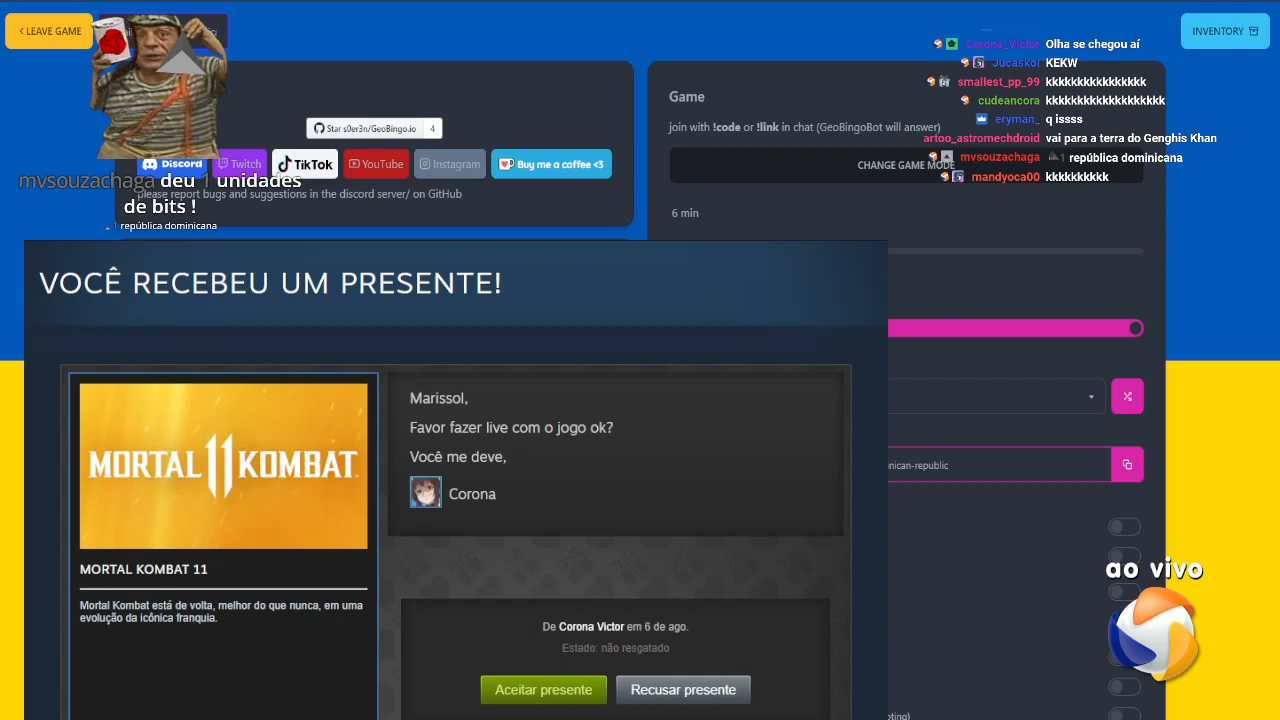 LEAVE GAME
INVENTORY
Star s0er3n/GeoBingo.io 4
Discord
Twitch
TikTok
YouTube
Instagram
Buy me a coffee <3
please report bugs and suggestions in the discord server/ on GitHub
mvsouzachaga deu 1 unidades
de bits !
1 república dominicana
Game
join with !code or !link in chat (GeoBingoBot will answer)
CHANGE GAME MODE
6 min
Corona_Victor Olha se chegou aí
Jucaskol KEKW
smallest_pp_99 kkkkkkkkkkkkkkkk
cudeancora kkkkkkkkkkkkkkkkkkk
eryman_ q issss
artoo_astromechdroid vai para a terra do Genghis Khan
mvsouzachaga 1 república dominicana
mandyoca00 kkkkkkkkkk
VOCÊ RECEBEU UM PRESENTE!
MORTAL 11 KOMBAT
MORTAL KOMBAT 11
Mortal Kombat está de volta, melhor do que nunca, em uma
evolução da icônica franquia.
Marissol,
Favor fazer live com o jogo ok?
Você me deve,
Corona
De Corona Victor em 6 de ago.
Estado: não resgatado
Aceitar presente
Recusar presente
nican-republic
ao vivo
oting)